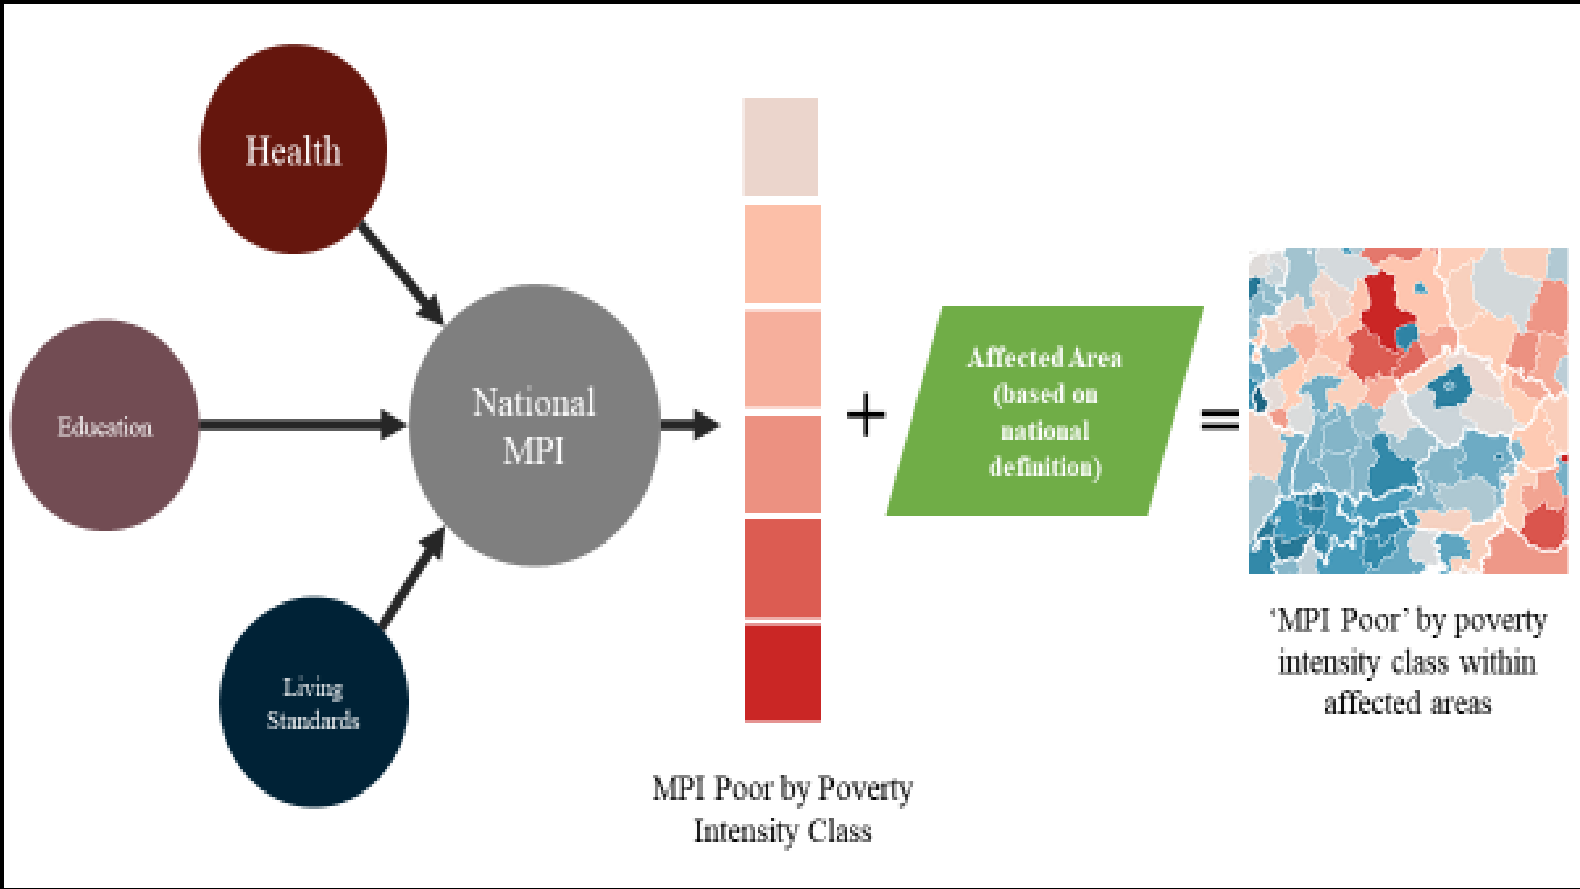 Health
Education
Living
Standards
National
MPI
MPI Poor by Poverty
Intensity Class
+
Affected Area
(based on
national
definition)
=
‘MPI Poor’ by poverty
intensity class within
affected areas